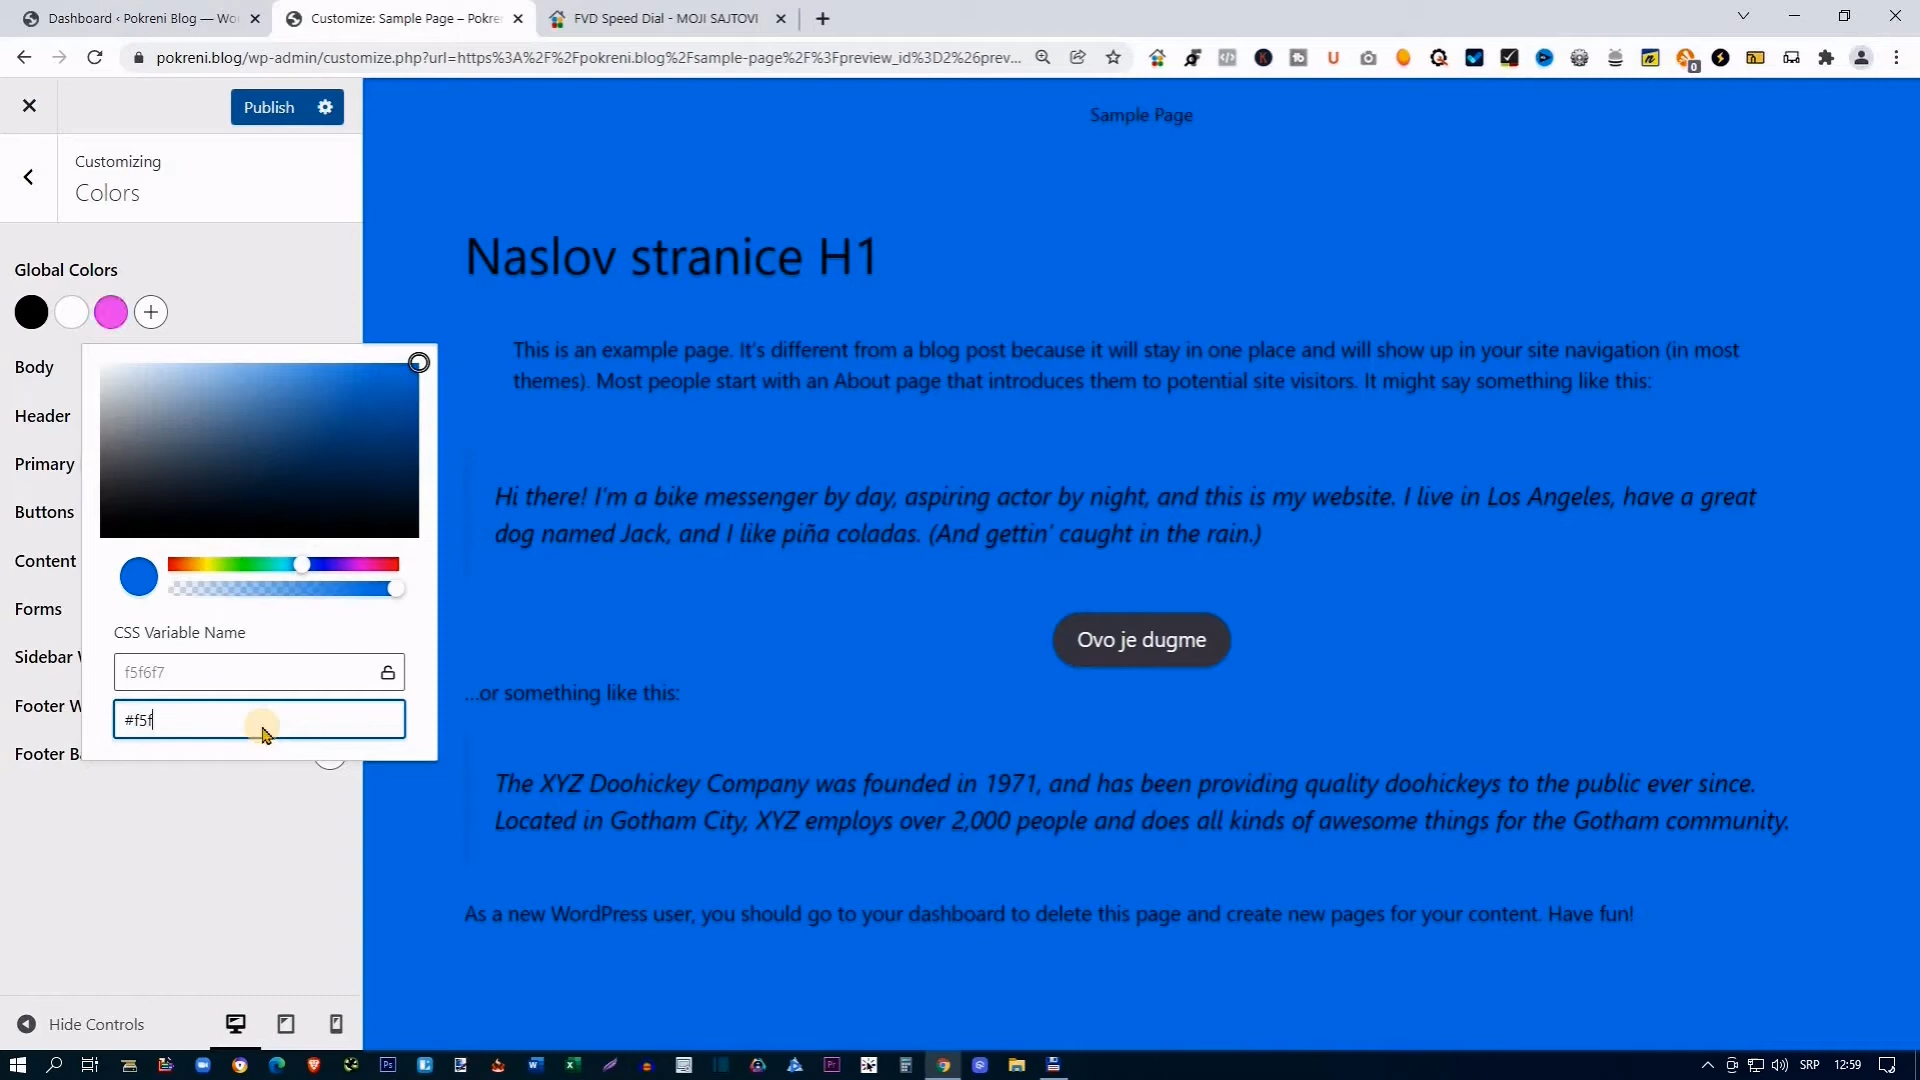 Dashboard ‹ Pokreni Blog — Wor
Customize: Sample Page – Pokre
FVD Speed Dial - MOJI SAJTOVI
pokreni.blog/wp-admin/customize.php?url=https%3A%2F%2Fpokreni.blog%2Fsample-page%2F%3Fpreview_id%3D2%26prev...
Publish
Customizing
Colors
Global Colors
Body
Header
Primary
Buttons
Content
Forms
Sidebar W
Footer W
Footer Ba
CSS Variable Name
f5f6f7
#f5f
Hide Controls
Sample Page
Naslov stranice H1
This is an example page. It's different from a blog post because it will stay in one place and will show up in your site navigation (in most
themes). Most people start with an About page that introduces them to potential site visitors. It might say something like this:
Hi there! I'm a bike messenger by day, aspiring actor by night, and this is my website. I live in Los Angeles, have a great
dog named Jack, and I like piña coladas. (And gettin' caught in the rain.)
Ovo je dugme
...or something like this:
The XYZ Doohickey Company was founded in 1971, and has been providing quality doohickeys to the public ever since.
Located in Gotham City, XYZ employs over 2,000 people and does all kinds of awesome things for the Gotham community.
As a new WordPress user, you should go to your dashboard to delete this page and create new pages for your content. Have fun!
SRP
12:59